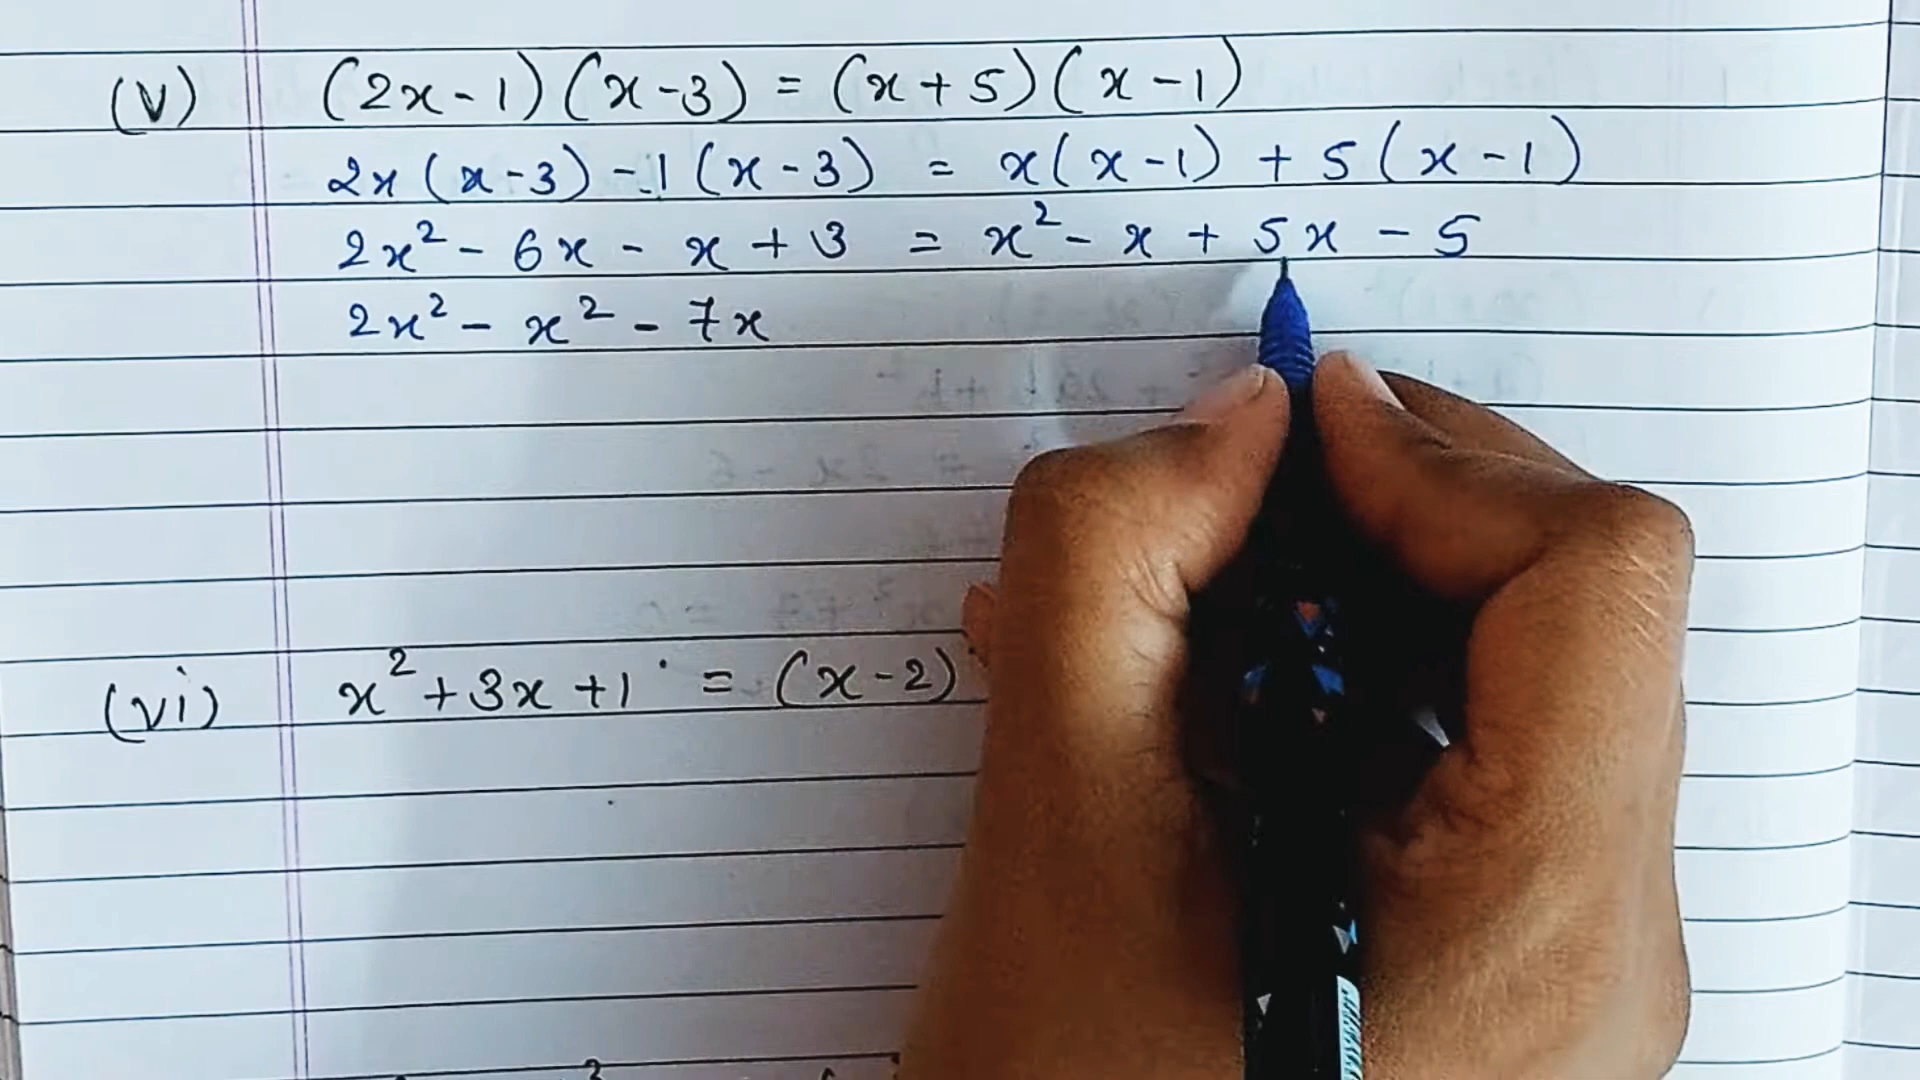 (v) (2x-1)(x-3) = (x+5)(x-1)
2x(x-3) -1(x-3) = x(x-1) + 5(x-1)
2x² - 6x - x + 3 = x² - x + 5x - 5
2x² - x² - 7x
(vi) x² + 3x + 1 = (x-2)